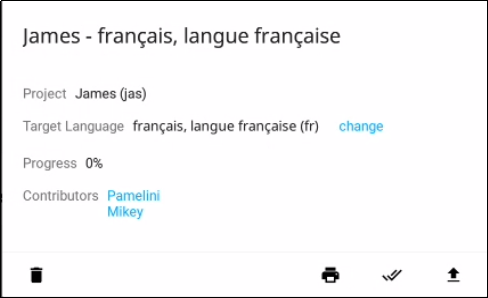 James - français, langue française
Project James (jas)
Target Language français, langue française (fr) change
Progress 0%
Contributors Pamelini
Mikey